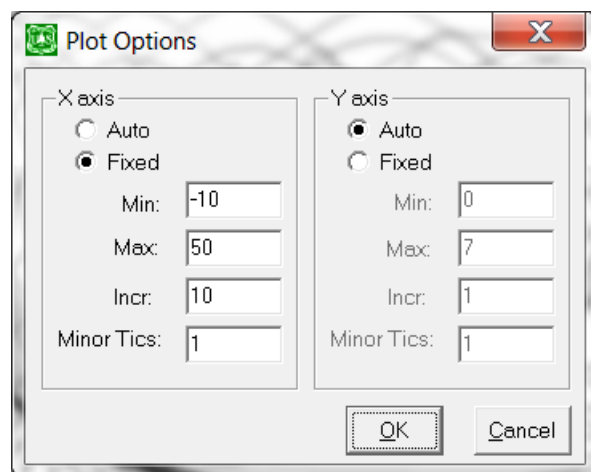 Plot Options
X axis
Auto
Fixed
Min: -10
Max: 50
Incr: 10
Minor Tics: 1
Y axis
Auto
Fixed
Min: 0
Max: 7
Incr: 1
Minor Tics: 1
OK
Cancel